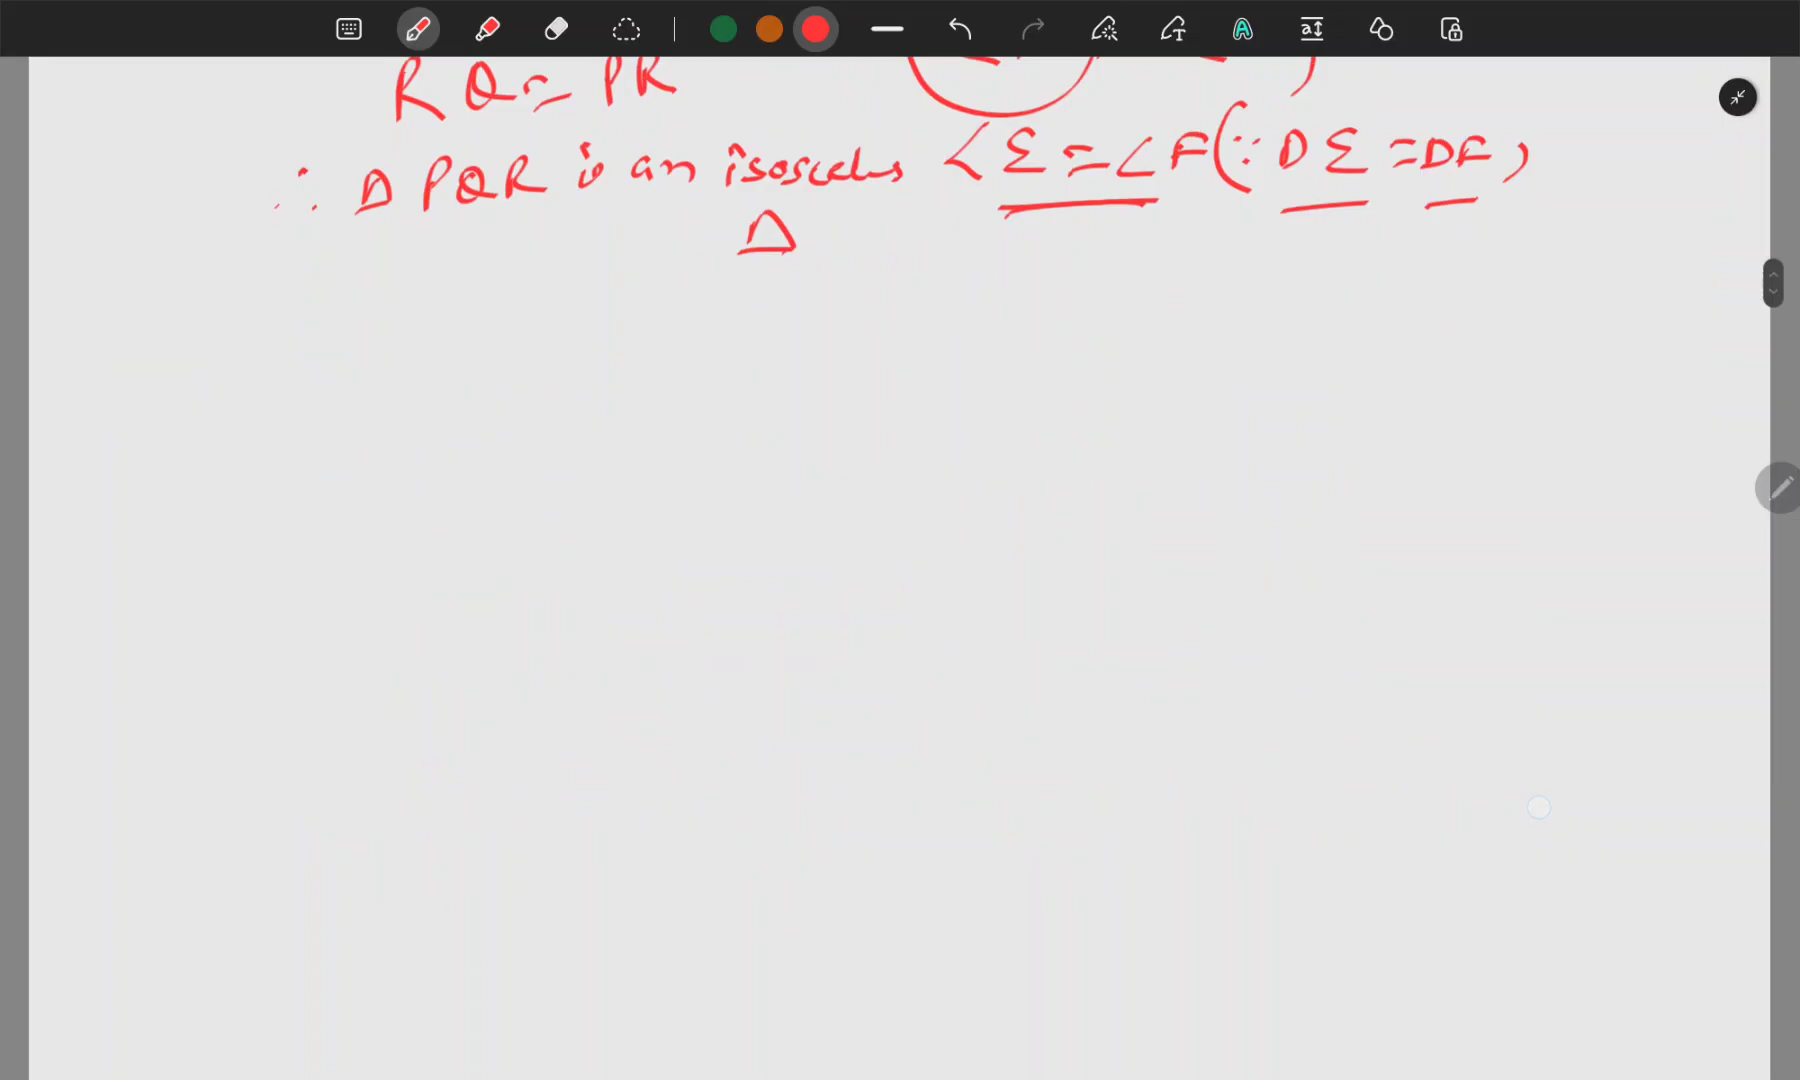 RQ = PR
∴ Δ PQR is an isosceles ∠E = ∠F (∵ DE = DF)
Δ